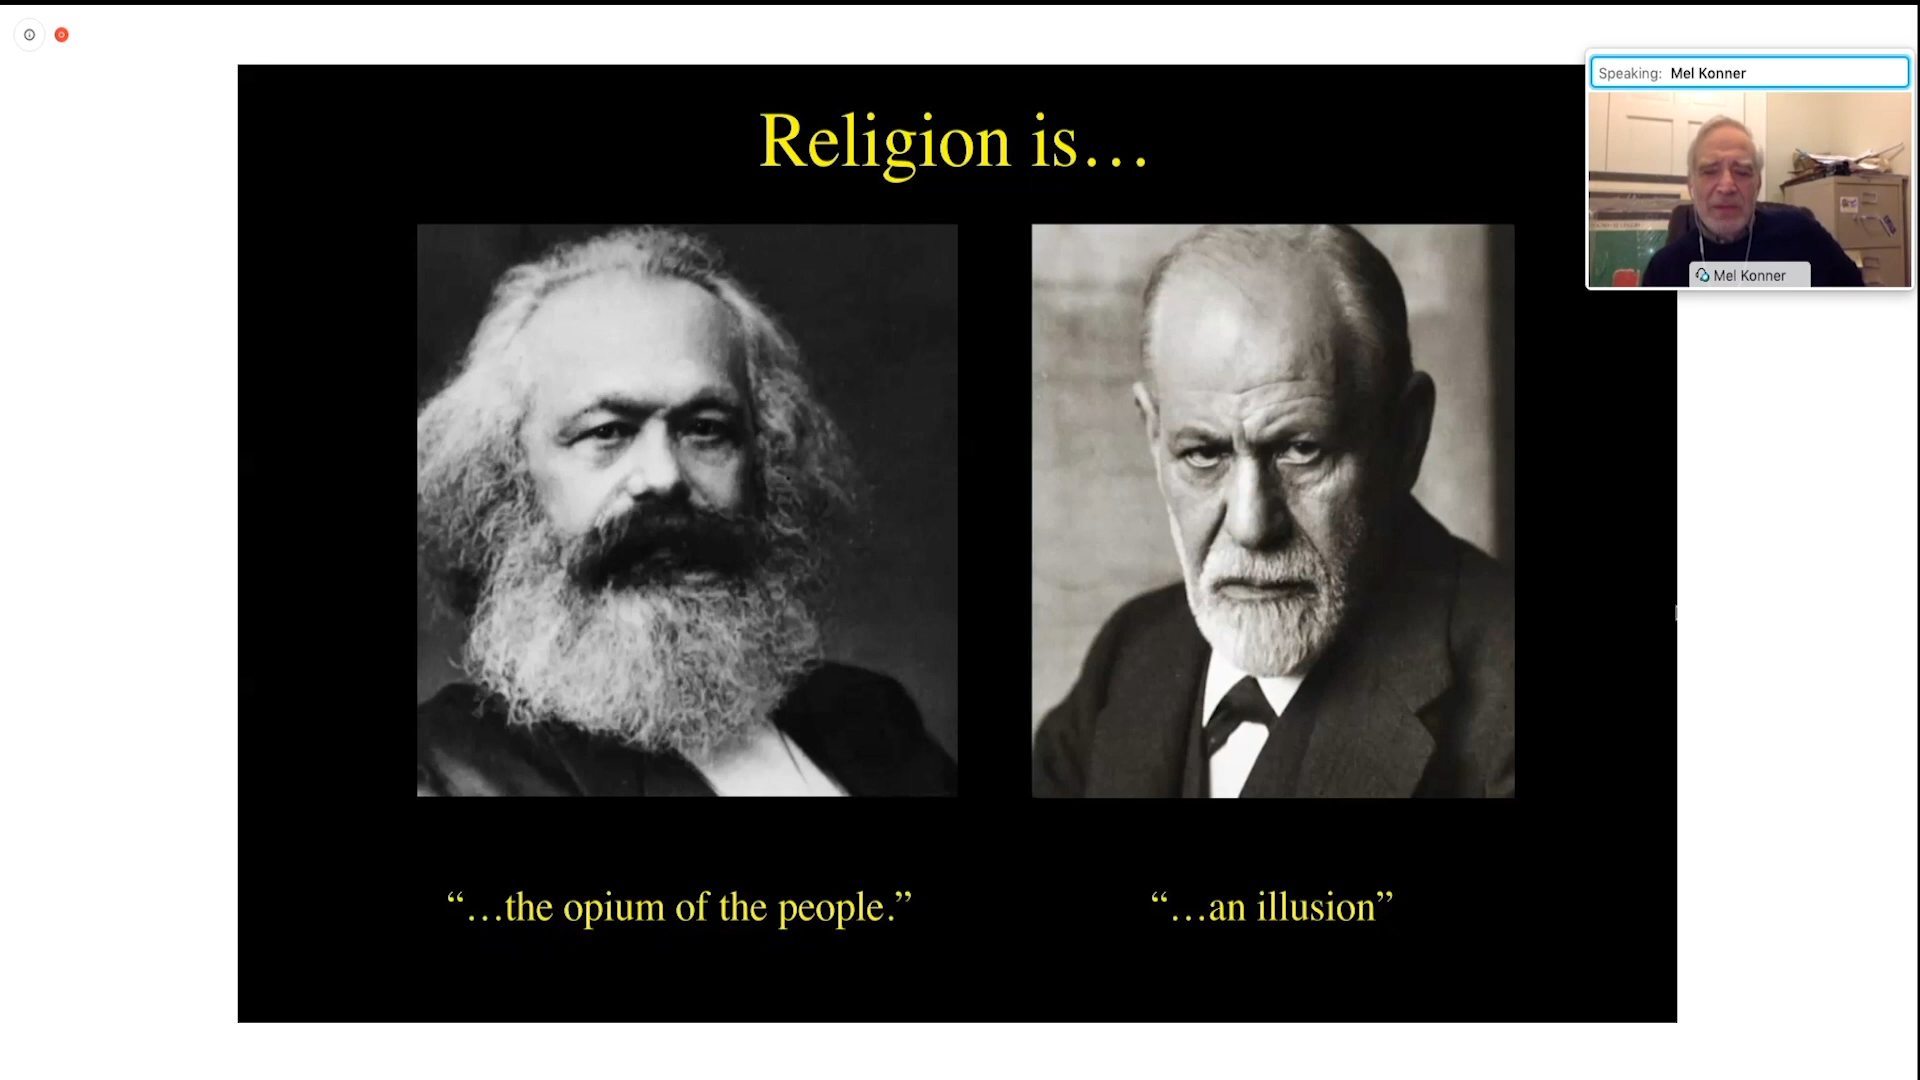 Religion is…
Speaking: Mel Konner
Mel Konner
“…the opium of the people.”
“…an illusion”